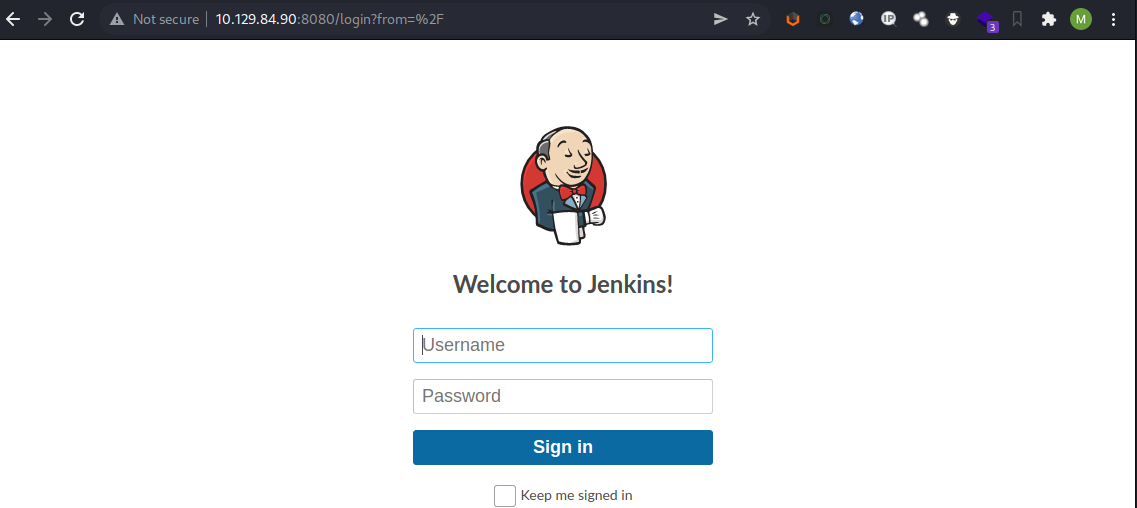 Not secure 10.129.84.90:8080/login?from=%2F
IP
3
M
Welcome to Jenkins!
Username
Password
Sign in
Keep me signed in